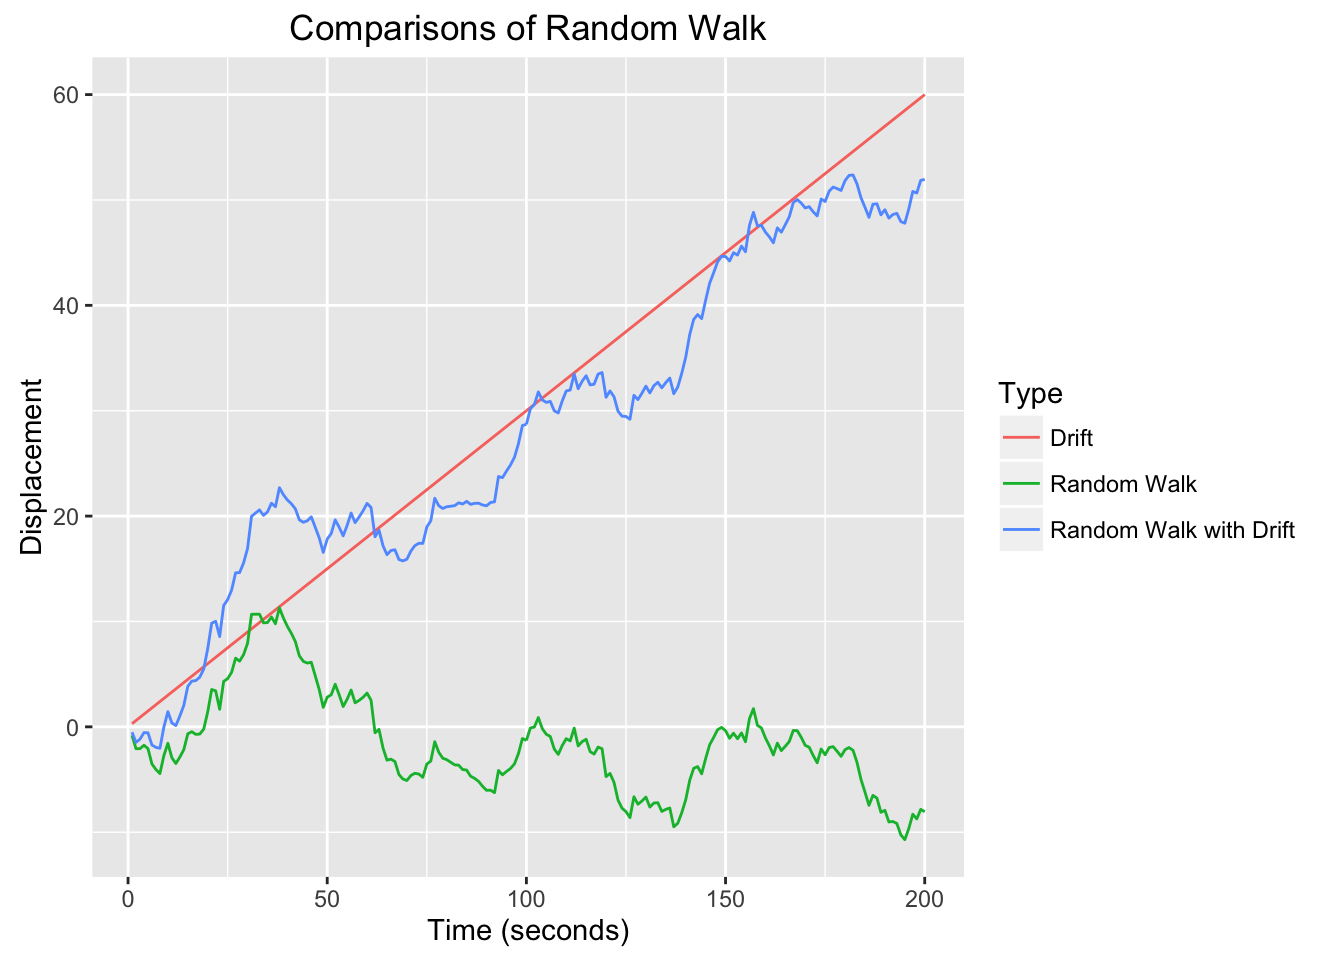 Comparisons of Random Walk
60
40
20
0
Displacement
0 50 100 150 200
Time (seconds)
Type
Drift
Random Walk
Random Walk with Drift